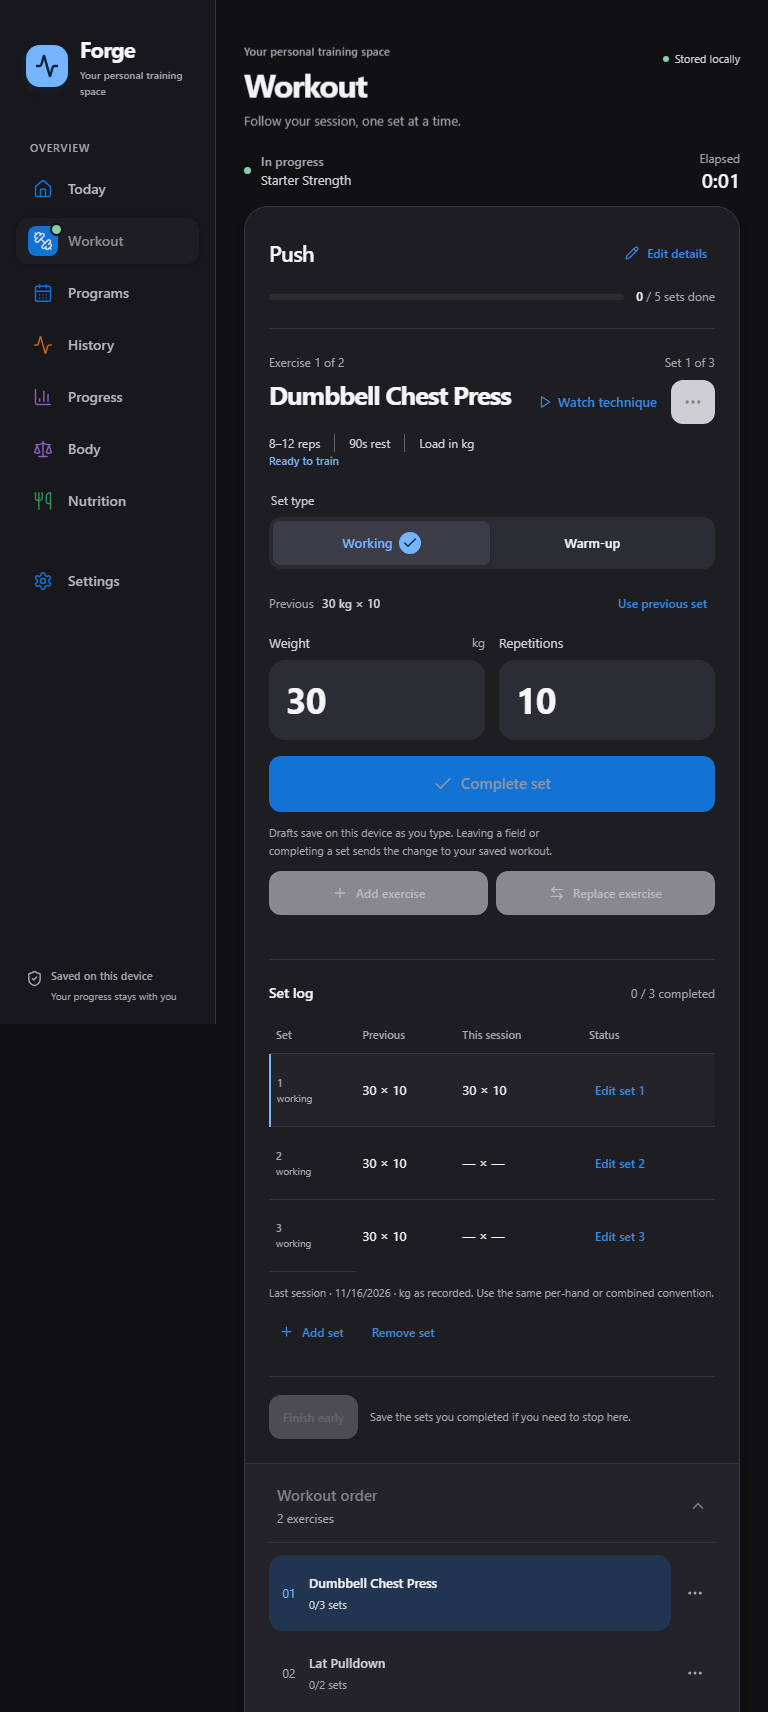 Forge
Your personal training
space
OVERVIEW
Today
Workout
Programs
History
Progress
Body
Nutrition
Settings
Saved on this device
Your progress stays with you
Your personal training space
Stored locally
Workout
Follow your session, one set at a time.
In progress
Starter Strength
Elapsed
0:01
Push
Edit details
0 / 5 sets done
Exercise 1 of 2
Set 1 of 3
Dumbbell Chest Press
Watch technique
8–12 reps
90s rest
Load in kg
Ready to train
Set type
Working
Warm-up
Previous 30 kg × 10
Use previous set
Weight
kg
Repetitions
30
10
Complete set
Drafts save on this device as you type. Leaving a field or
completing a set sends the change to your saved workout.
Add exercise
Replace exercise
Set log
0 / 3 completed
Set Previous This session Status
1
working
30 × 10
30 × 10
Edit set 1
2
working
30 × 10
— × —
Edit set 2
3
working
30 × 10
— × —
Edit set 3
Last session · 11/16/2026 · kg as recorded. Use the same per-hand or combined convention.
Add set
Remove set
Finish early
Save the sets you completed if you need to stop here.
Workout order
2 exercises
01
Dumbbell Chest Press
0/3 sets
02
Lat Pulldown
0/2 sets